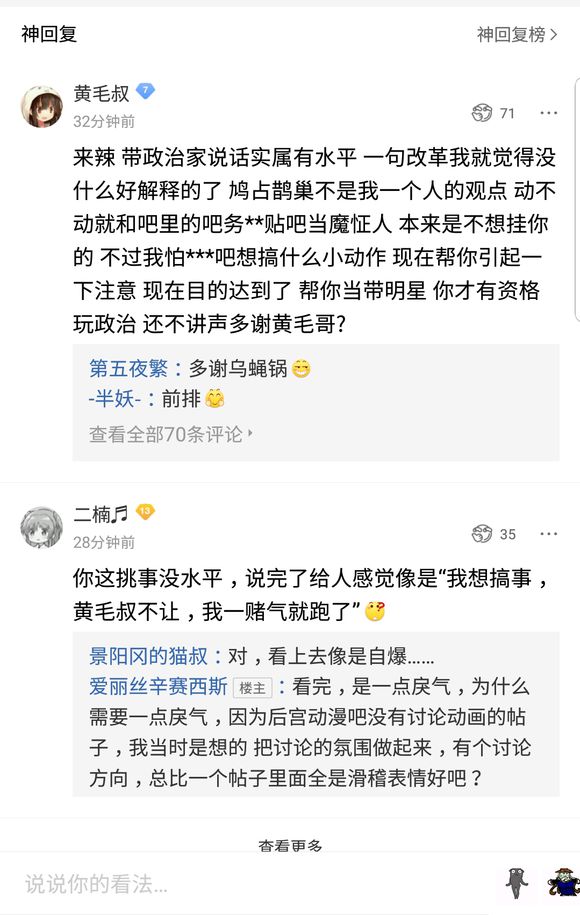 神回复
神回复榜
黄毛叔 7
32分钟前
71
来辣 带政治家说话实属有水平 一句改革我就觉得没
什么好解释的了 鸠占鹊巢不是我一个人的观点 动不
动就和吧里的吧务**贴吧当魔怔人 本来是不想挂你
的 不过我怕***吧想搞什么小动作 现在帮你引起一
下注意 现在目的达到了 帮你当带明星 你才有资格
玩政治 还不讲声多谢黄毛哥?
第五夜繁：多谢乌蝇锅
-半妖-：前排
查看全部70条评论
二楠♬ 13
28分钟前
35
你这挑事没水平，说完了给人感觉像是“我想搞事，
黄毛叔不让，我一赌气就跑了”
景阳冈的猫叔：对，看上去像是自爆……
爱丽丝辛赛西斯 楼主：看完，是一点戾气，为什么
需要一点戾气，因为后宫动漫吧没有讨论动画的帖
子，我当时是想的 把讨论的氛围做起来，有个讨论
方向，总比一个帖子里面全是滑稽表情好吧？
查看更多
说说你的看法...